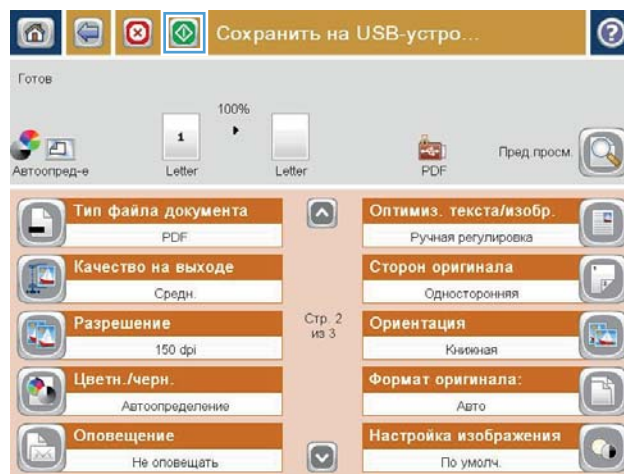 Сохранить на USB-устро...
Готов
100%
1
Автоопред-е
Letter
Letter
PDF
Пред.просм.
Тип файла документа
PDF
Качество на выходе
Средн.
Разрешение
150 dpi
Цветн./черн.
Автоопределение
Оповещение
Не оповещать
Стр. 2
из 3
Оптимиз. текста/изобр.
Ручная регулировка
Сторон оригинала
Односторонняя
Ориентация
Книжная
Формат оригинала:
Авто
Настройка изображения
По умолч.